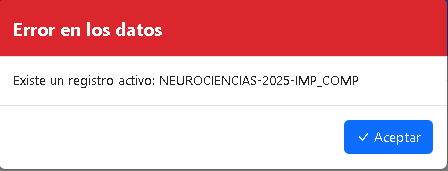 Error en los datos
Existe un registro activo: NEUROCIENCIAS-2025-IMP_COMP
Aceptar